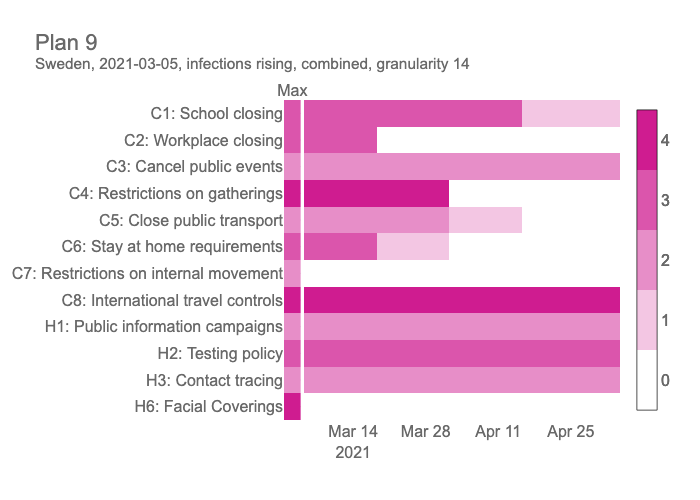 Plan 9
Sweden, 2021-03-05, infections rising, combined, granularity 14
Max
C1: School closing
C2: Workplace closing
C3: Cancel public events
C4: Restrictions on gatherings
C5: Close public transport
C6: Stay at home requirements
C7: Restrictions on internal movement
C8: International travel controls
H1: Public information campaigns
H2: Testing policy
H3: Contact tracing
H6: Facial Coverings
Mar 14 Mar 28 Apr 11 Apr 25
2021
4
3
2
1
0